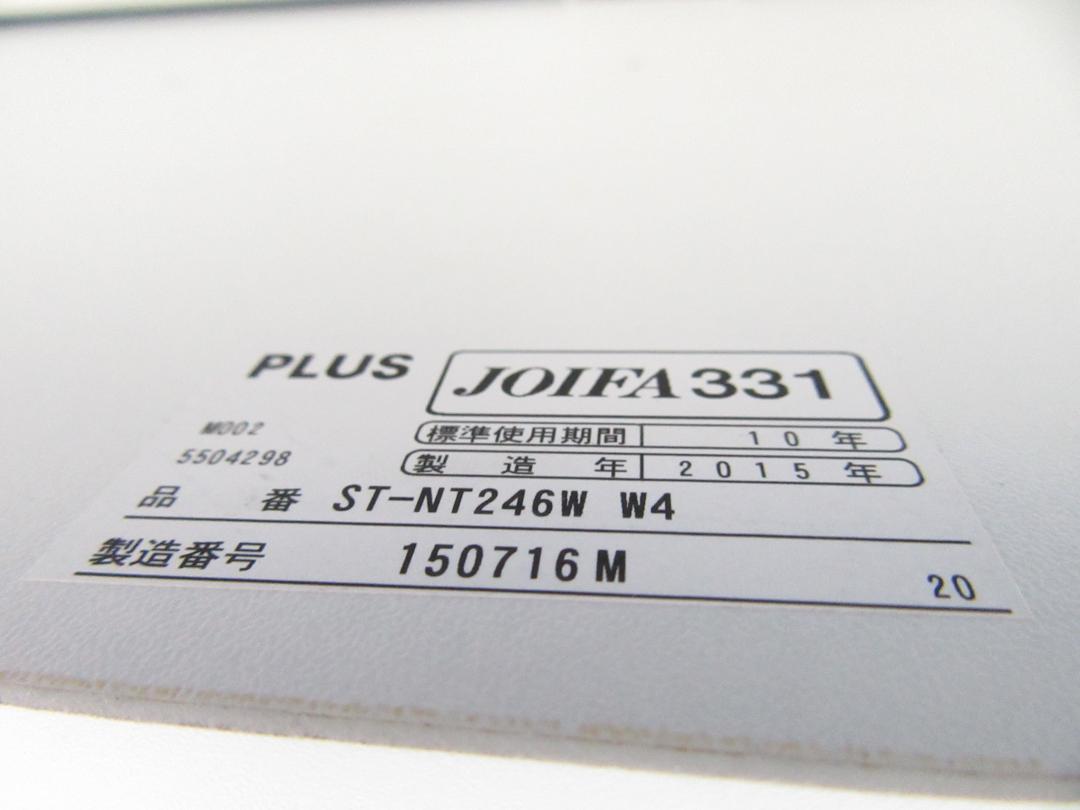 PLUS JOIFA331
M002 標準使用期間 10年
5504298 製造年 2015年
品番 ST-NT246W W4
製造番号 150716M 20